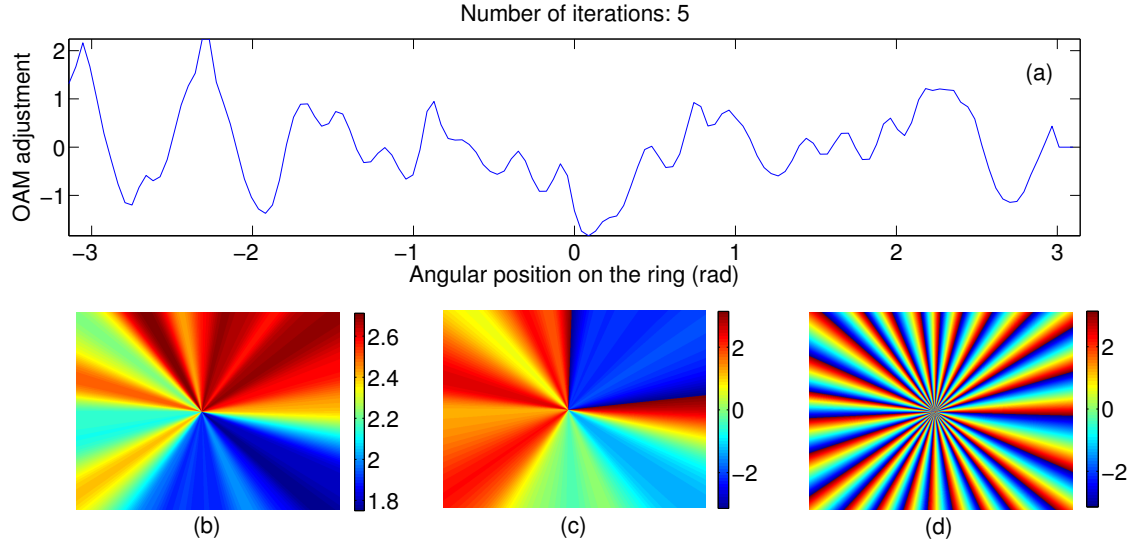 Number of iterations: 5
(a)
OAM adjustment
2
1
0
−1
−3 −2 −1 0 1 2 3
Angular position on the ring (rad)
2.6
2.4
2.2
2
1.8
(b)
2
0
−2
(c)
2
0
−2
(d)